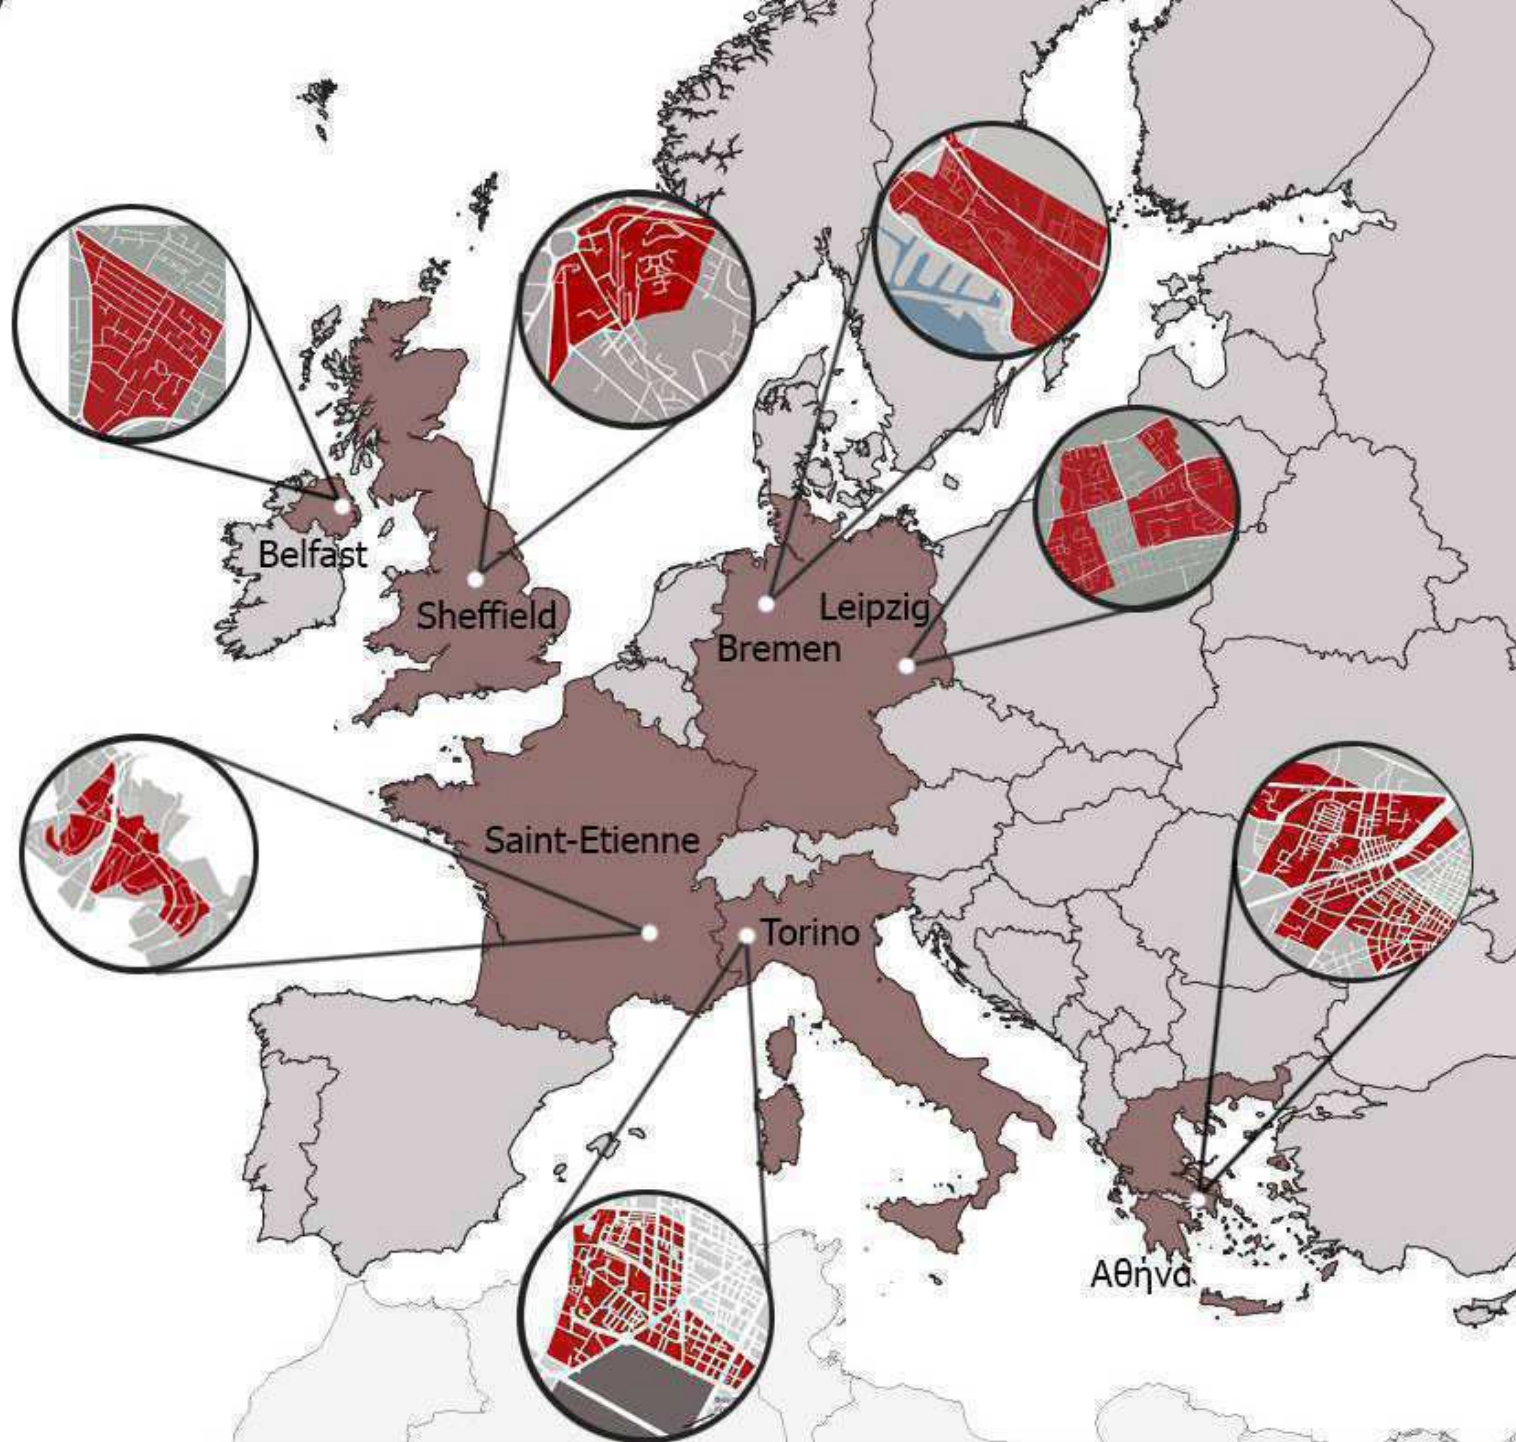 Belfast
Sheffield
Leipzig
Bremen
Saint-Etienne
Torino
Αθήνα